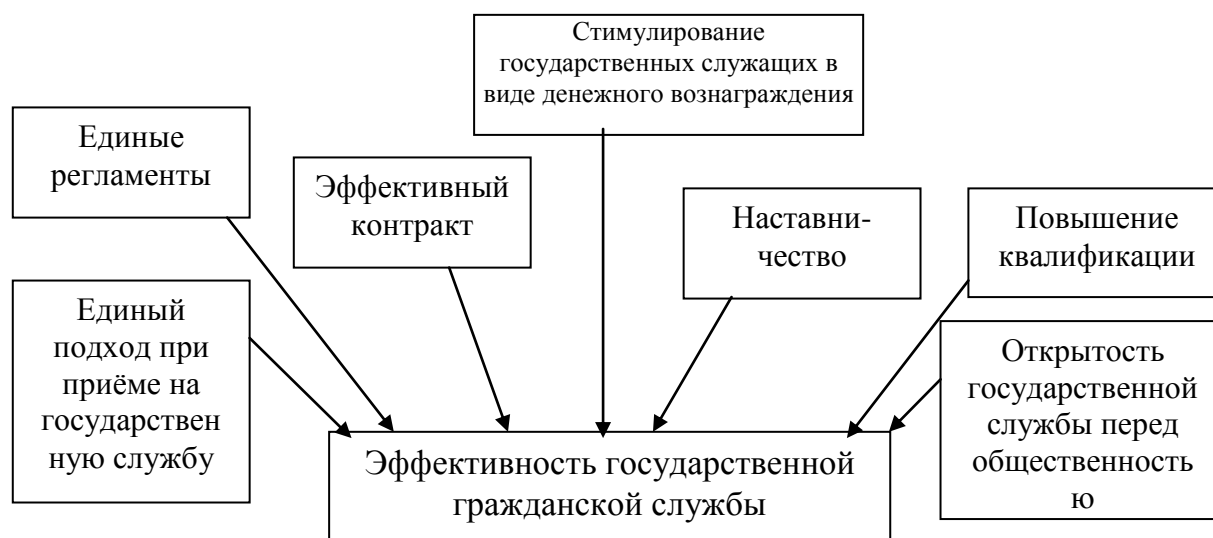 Стимулирование
государственных служащих в
виде денежного вознаграждения
Единые
регламенты
Эффективный
контракт
Наставни-
чество
Повышение
квалификации
Единый
подход при
приёме на
государствен
ную службу
Открытость
государственной
службы перед
общественность
ю
Эффективность государственной
гражданской службы